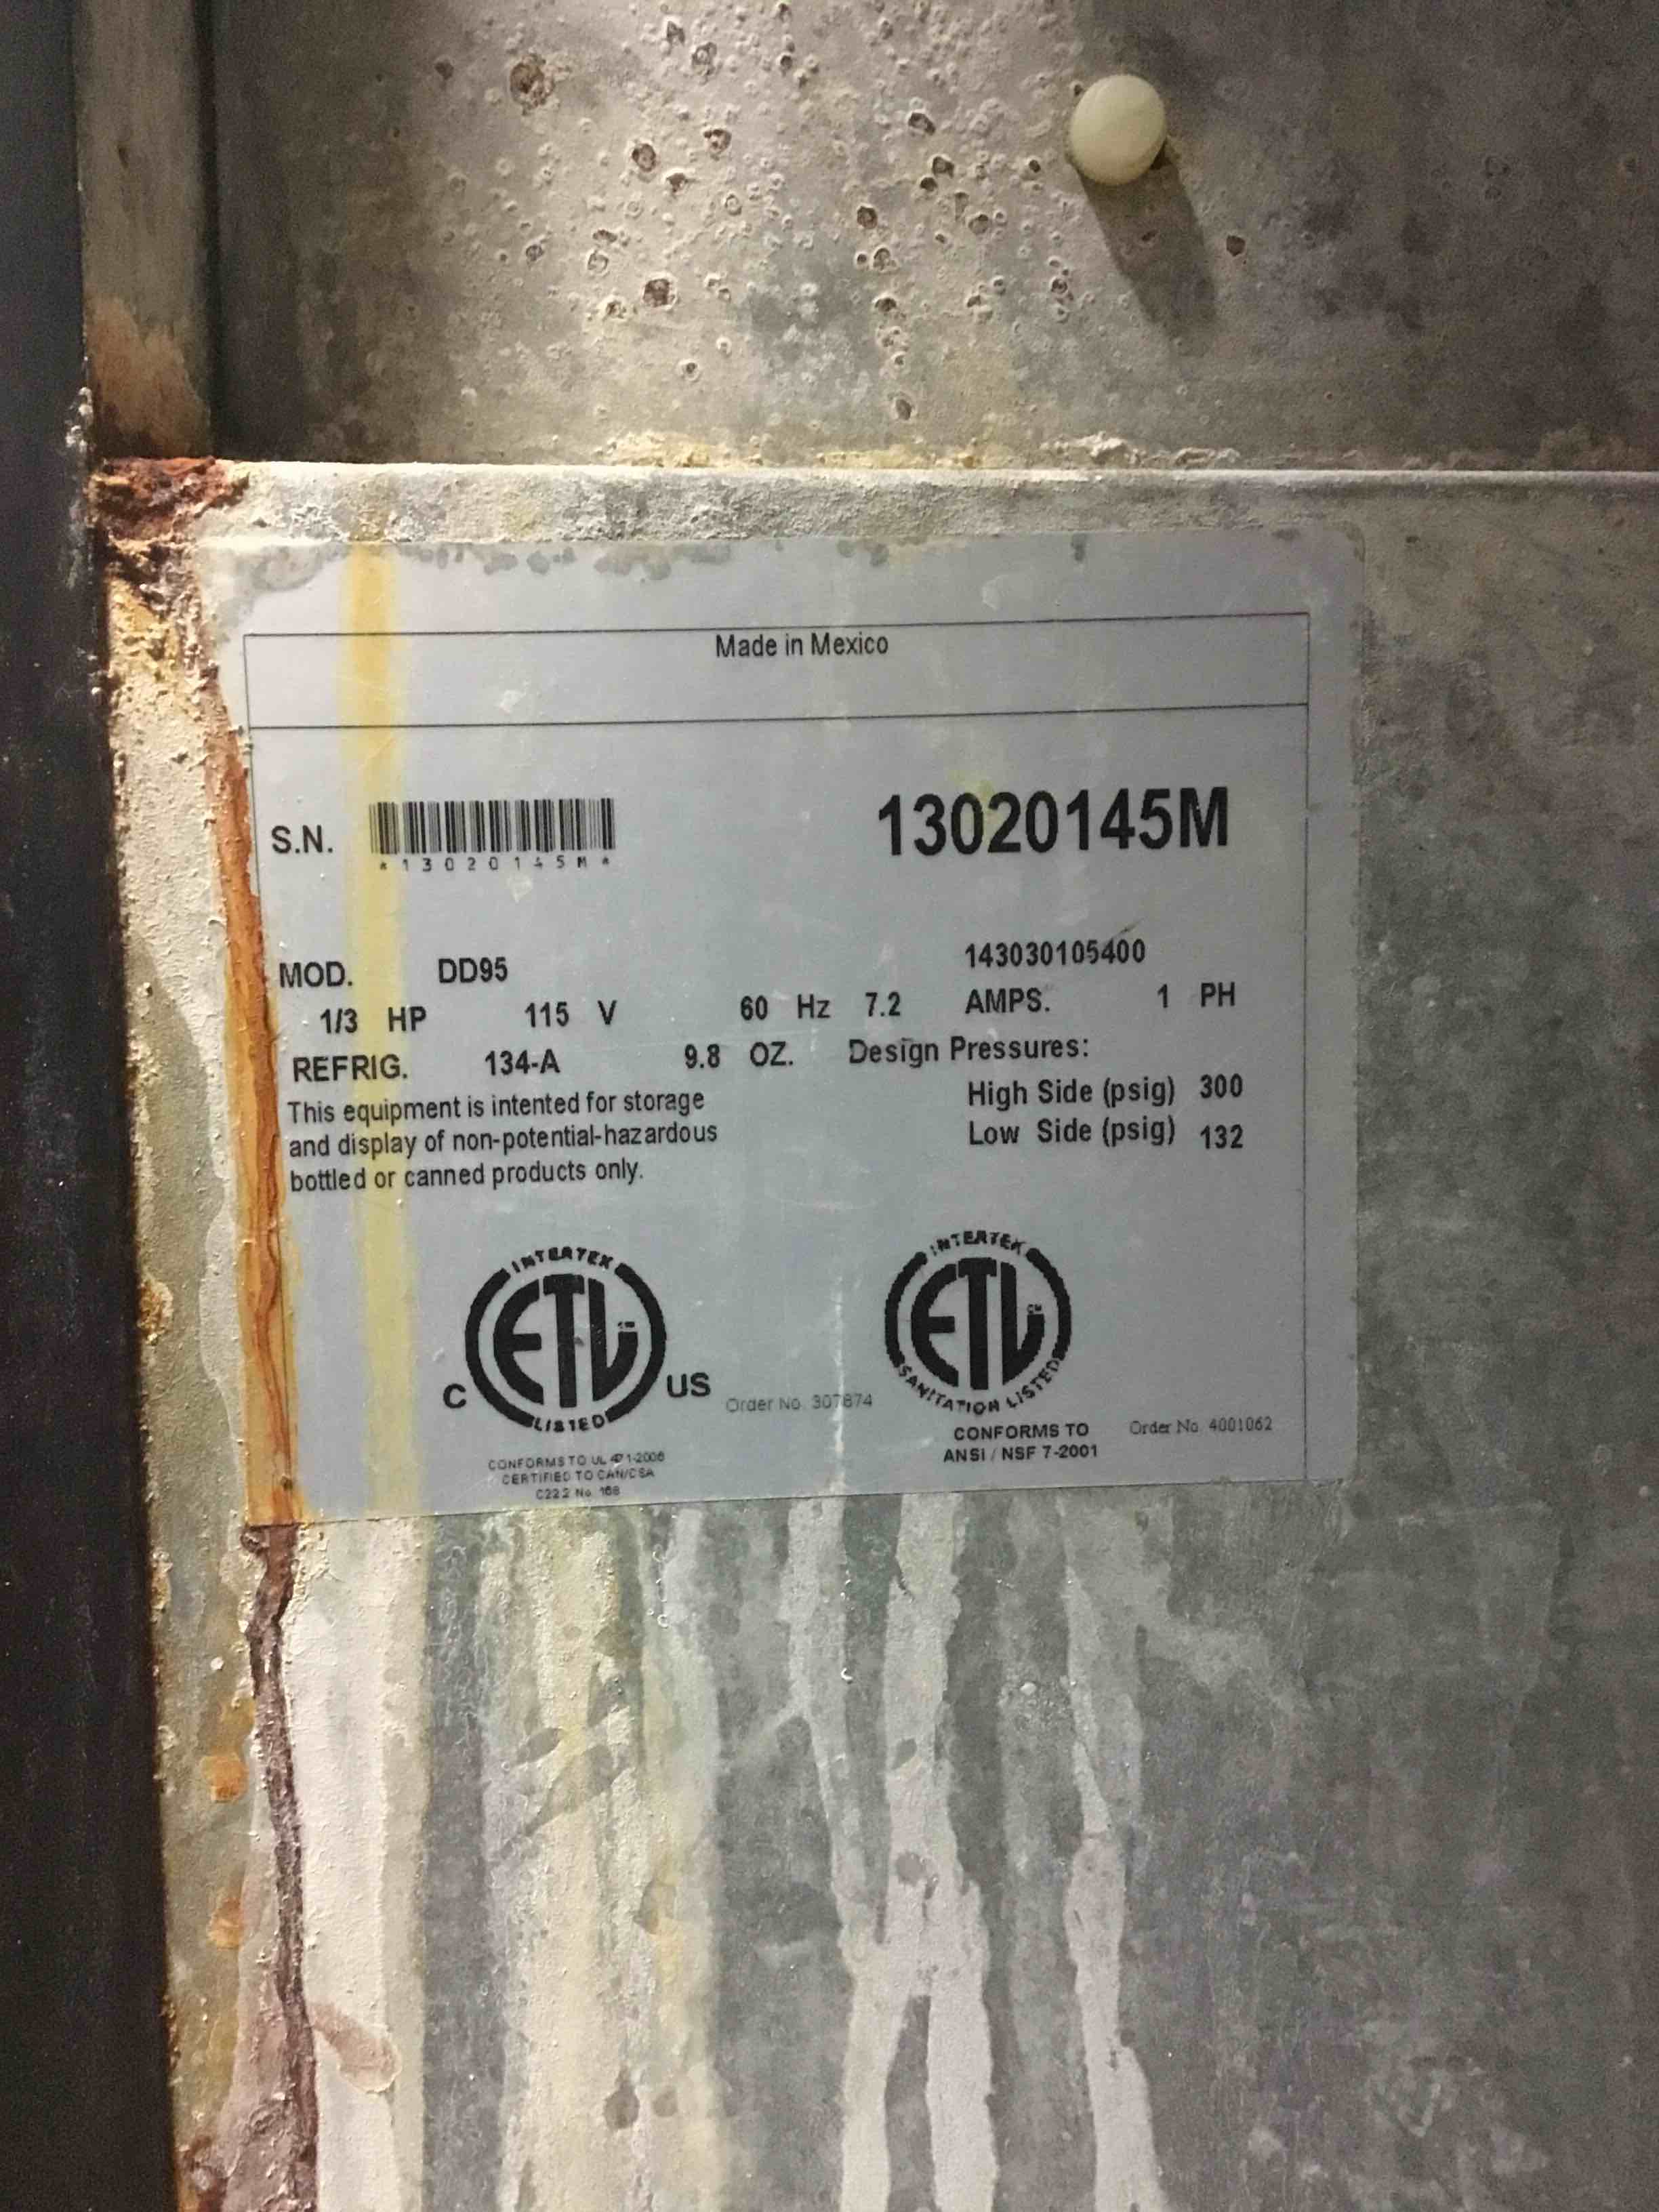 Made in Mexico
S.N.
*13020145M*
13020145M
MOD. DD95
143030105400
1/3 HP 115 V 60 Hz 7.2 AMPS. 1 PH
REFRIG. 134-A 9.8 OZ. Design Pressures:
High Side (psig) 300
Low Side (psig) 132
This equipment is intented for storage
and display of non-potential-hazardous
bottled or canned products only.
INTERTEK
ETL
LISTED
C US
Order No. 307874
CONFORMS TO UL 471-2006
CERTIFIED TO CAN/CSA
C22.2 No. 168
INTERTEK
ETL CM
SANITATION LISTED
CONFORMS TO
ANSI / NSF 7-2001
Order No. 4001062